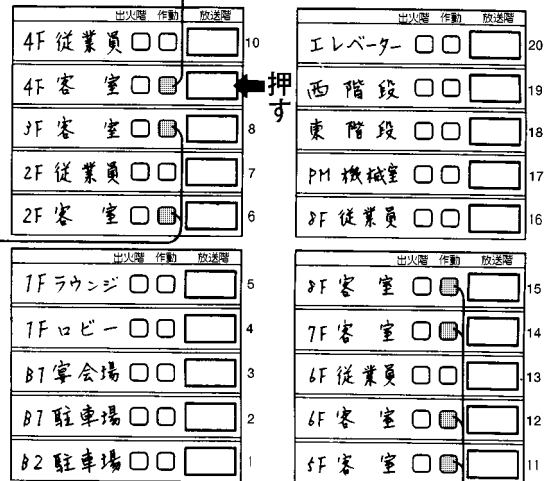 出火階 作動 放送階
4F 従業員 10
4F 客室
3F 客室 8
2F 従業員 7
2F 客室 6
押す
出火階 作動 放送階
1F ラウンジ 5
1F ロビー 4
B1 宴会場 3
B1 駐車場 2
B2 駐車場 1
出火階 作動 放送階
エレベーター 20
西階段 19
東階段 18
PH 機械室 17
8F 従業員 16
出火階 作動 放送階
8F 客室 15
7F 客室 14
6F 従業員 13
6F 客室 12
5F 客室 11